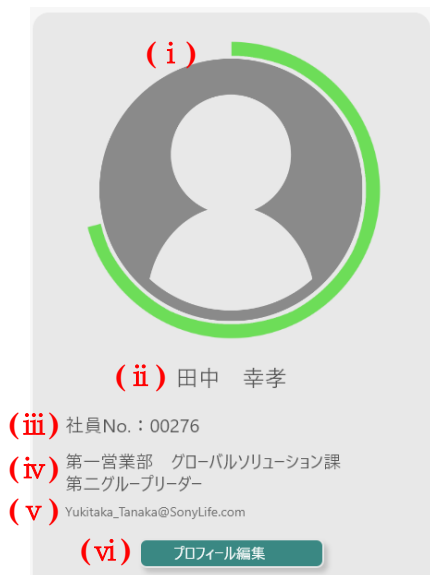 (ⅰ)
(ⅱ) 田中　幸孝
(ⅲ) 社員No.：00276
(ⅳ) 第一営業部　グローバルソリューション課
第二グループリーダー
(ⅴ) Yukitaka_Tanaka@SonyLife.com
(ⅵ) プロフィール編集